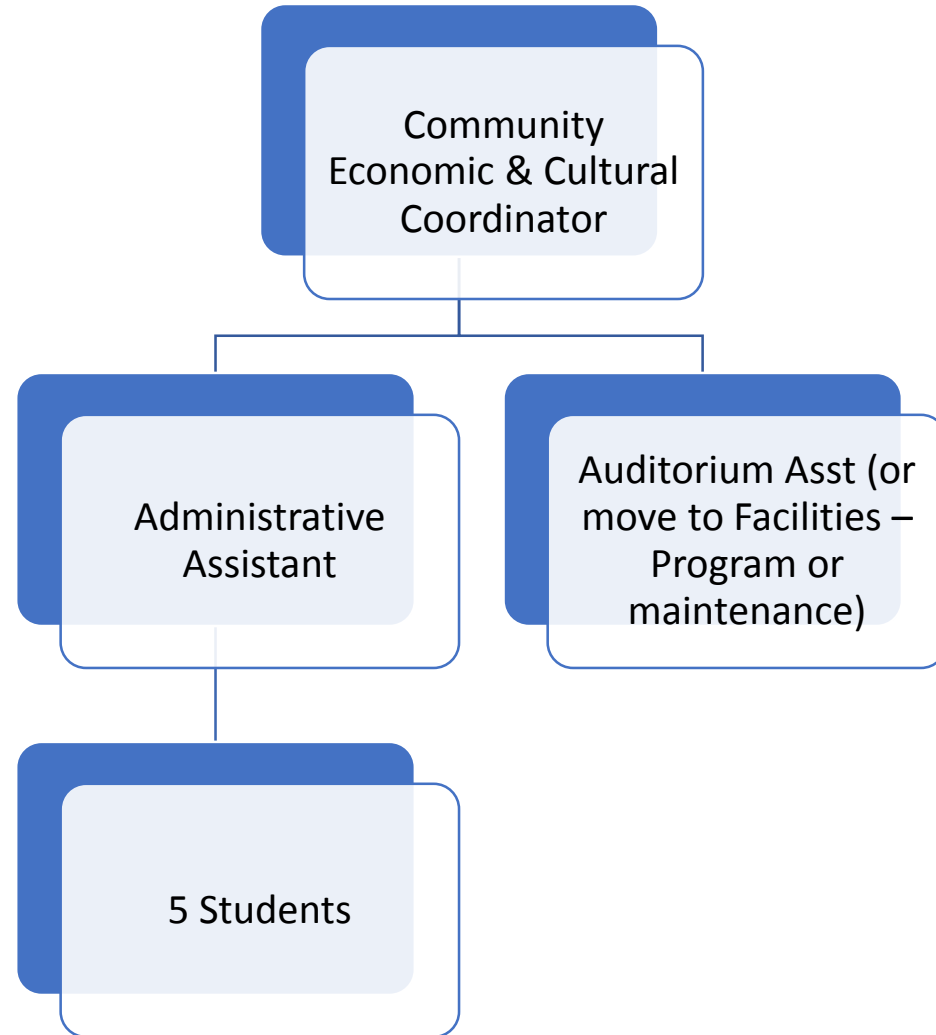 Community
Economic & Cultural
Coordinator
Administrative
Assistant
Auditorium Asst (or
move to Facilities –
Program or
maintenance)
5 Students